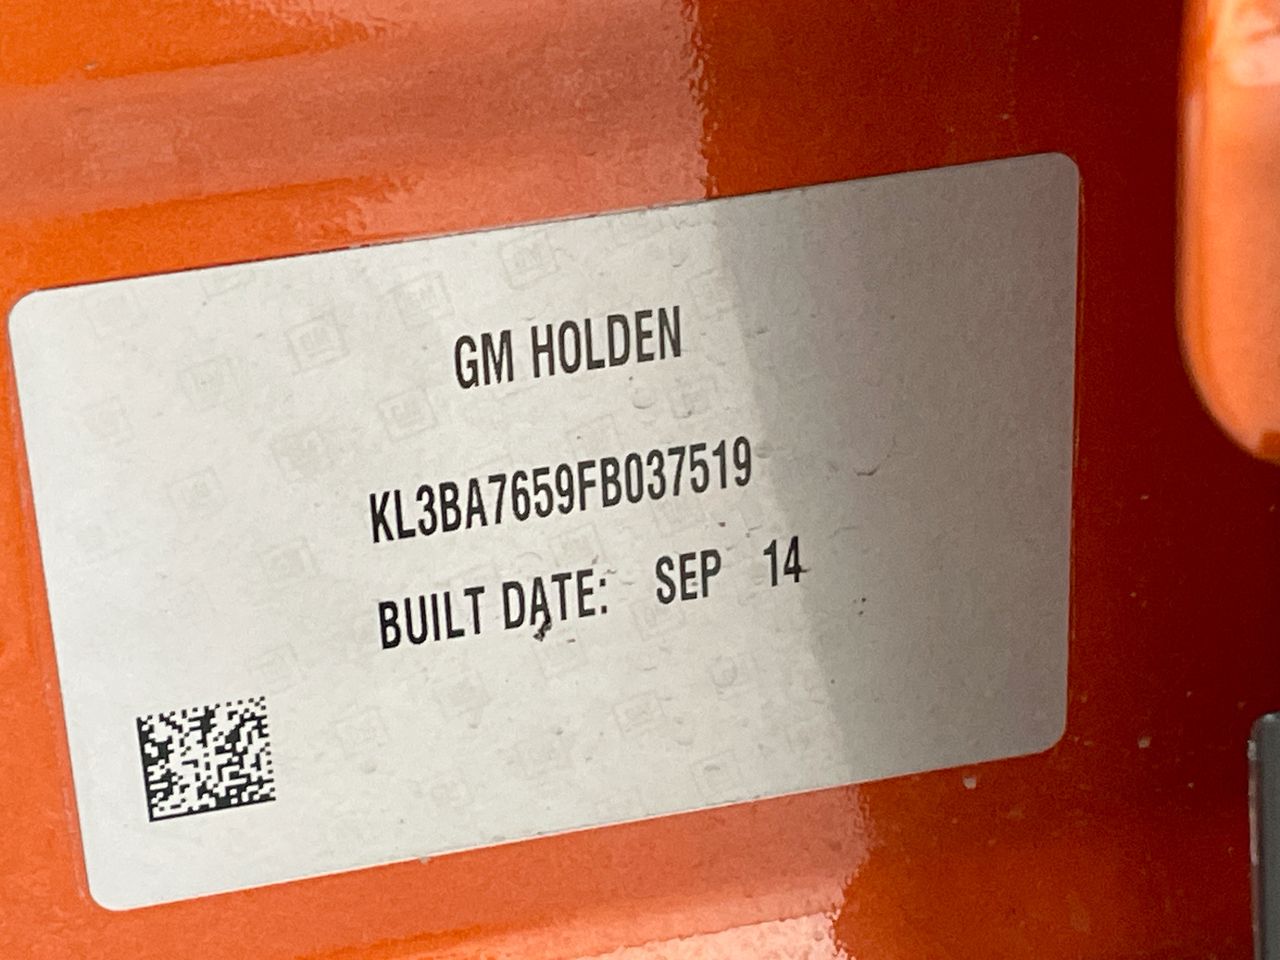 GM HOLDEN
KL3BA7659FB037519
BUILT DATE: SEP 14